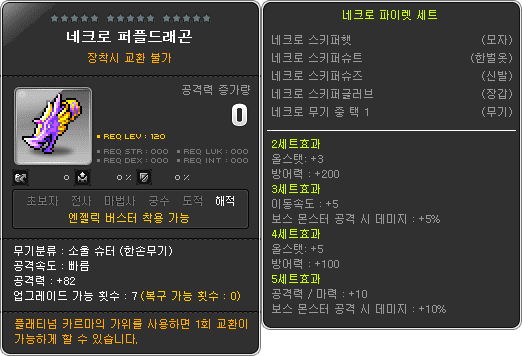 네크로 퍼플드래곤
장착시 교환 불가
공격력 증가량
0
REQ LEV : 120
REQ STR : 000
REQ LUK : 000
REQ DEX : 000
REQ INT : 000
0
0 %
0 %
초보자 전사 마법사 궁수 도적 해적
엔젤릭 버스터 착용 가능
무기분류 : 소울 슈터 (한손무기)
공격속도 : 빠름
공격력 : +82
업그레이드 가능 횟수 : 7 (복구 가능 횟수 : 0)
플래티넘 카르마의 가위를 사용하면 1회 교환이
가능하게 할 수 있습니다.
네크로 파이렛 세트
네크로 스키퍼햇 (모자)
네크로 스키퍼슈트 (한벌옷)
네크로 스키퍼슈즈 (신발)
네크로 스키퍼글러브 (장갑)
네크로 무기 중 택 1 (무기)
2세트효과
올스탯: +3
방어력 : +200
3세트효과
이동속도 : +5
보스 몬스터 공격 시 데미지 : +5%
4세트효과
올스탯: +5
방어력 : +100
5세트효과
공격력 / 마력 : +10
보스 몬스터 공격 시 데미지 : +10%